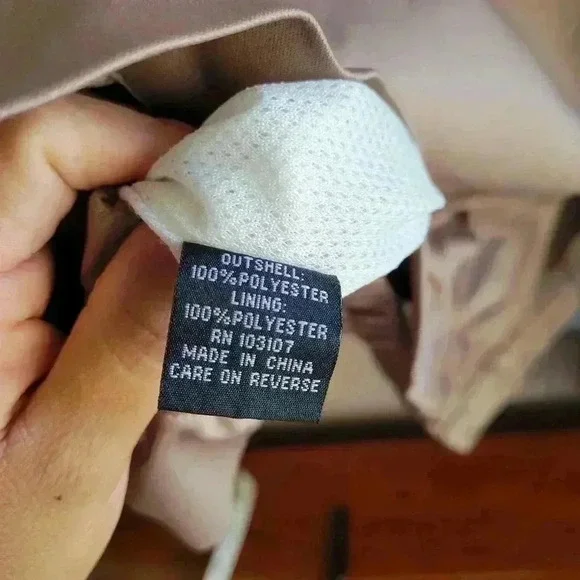 OUTSHELL:
100%POLYESTER
LINING:
100%POLYESTER
RN 103107
MADE IN CHINA
CARE ON REVERSE